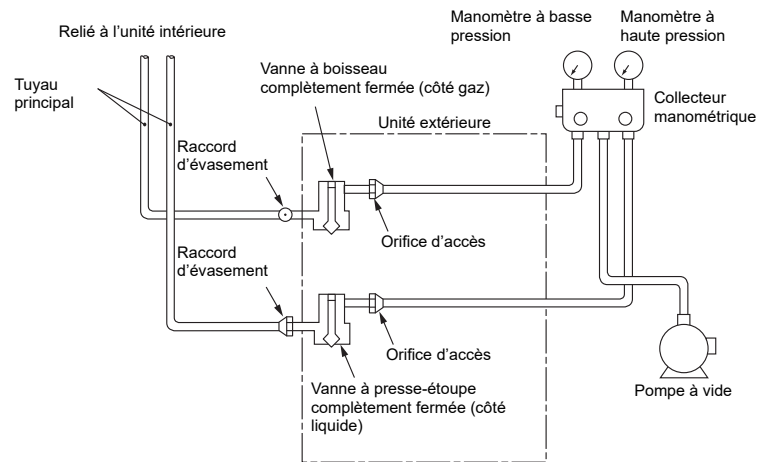 Manomètre à basse
pression
Manomètre à
haute pression
Relié à l'unité intérieure
Tuyau
principal
Vanne à boisseau
complètement fermée (côté gaz)
Collecteur
manométrique
Unité extérieure
Raccord
d'évasement
Orifice d'accès
Raccord
d'évasement
Orifice d'accès
Vanne à presse-étoupe
complètement fermée (côté
liquide)
Pompe à vide